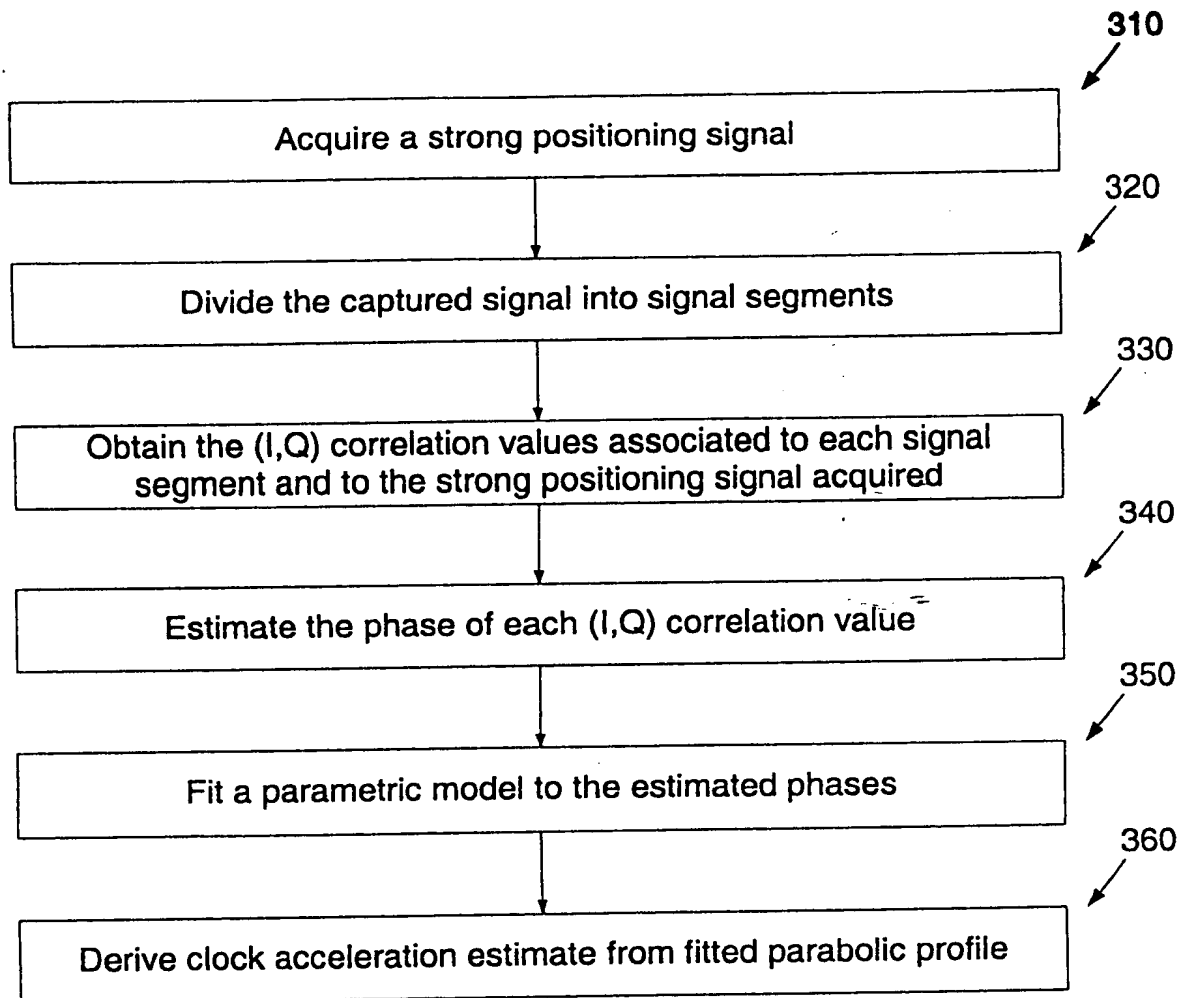 310
Acquire a strong positioning signal
320
Divide the captured signal into signal segments
330
Obtain the (I,Q) correlation values associated to each signal
segment and to the strong positioning signal acquired
340
Estimate the phase of each (I,Q) correlation value
350
Fit a parametric model to the estimated phases
360
Derive clock acceleration estimate from fitted parabolic profile